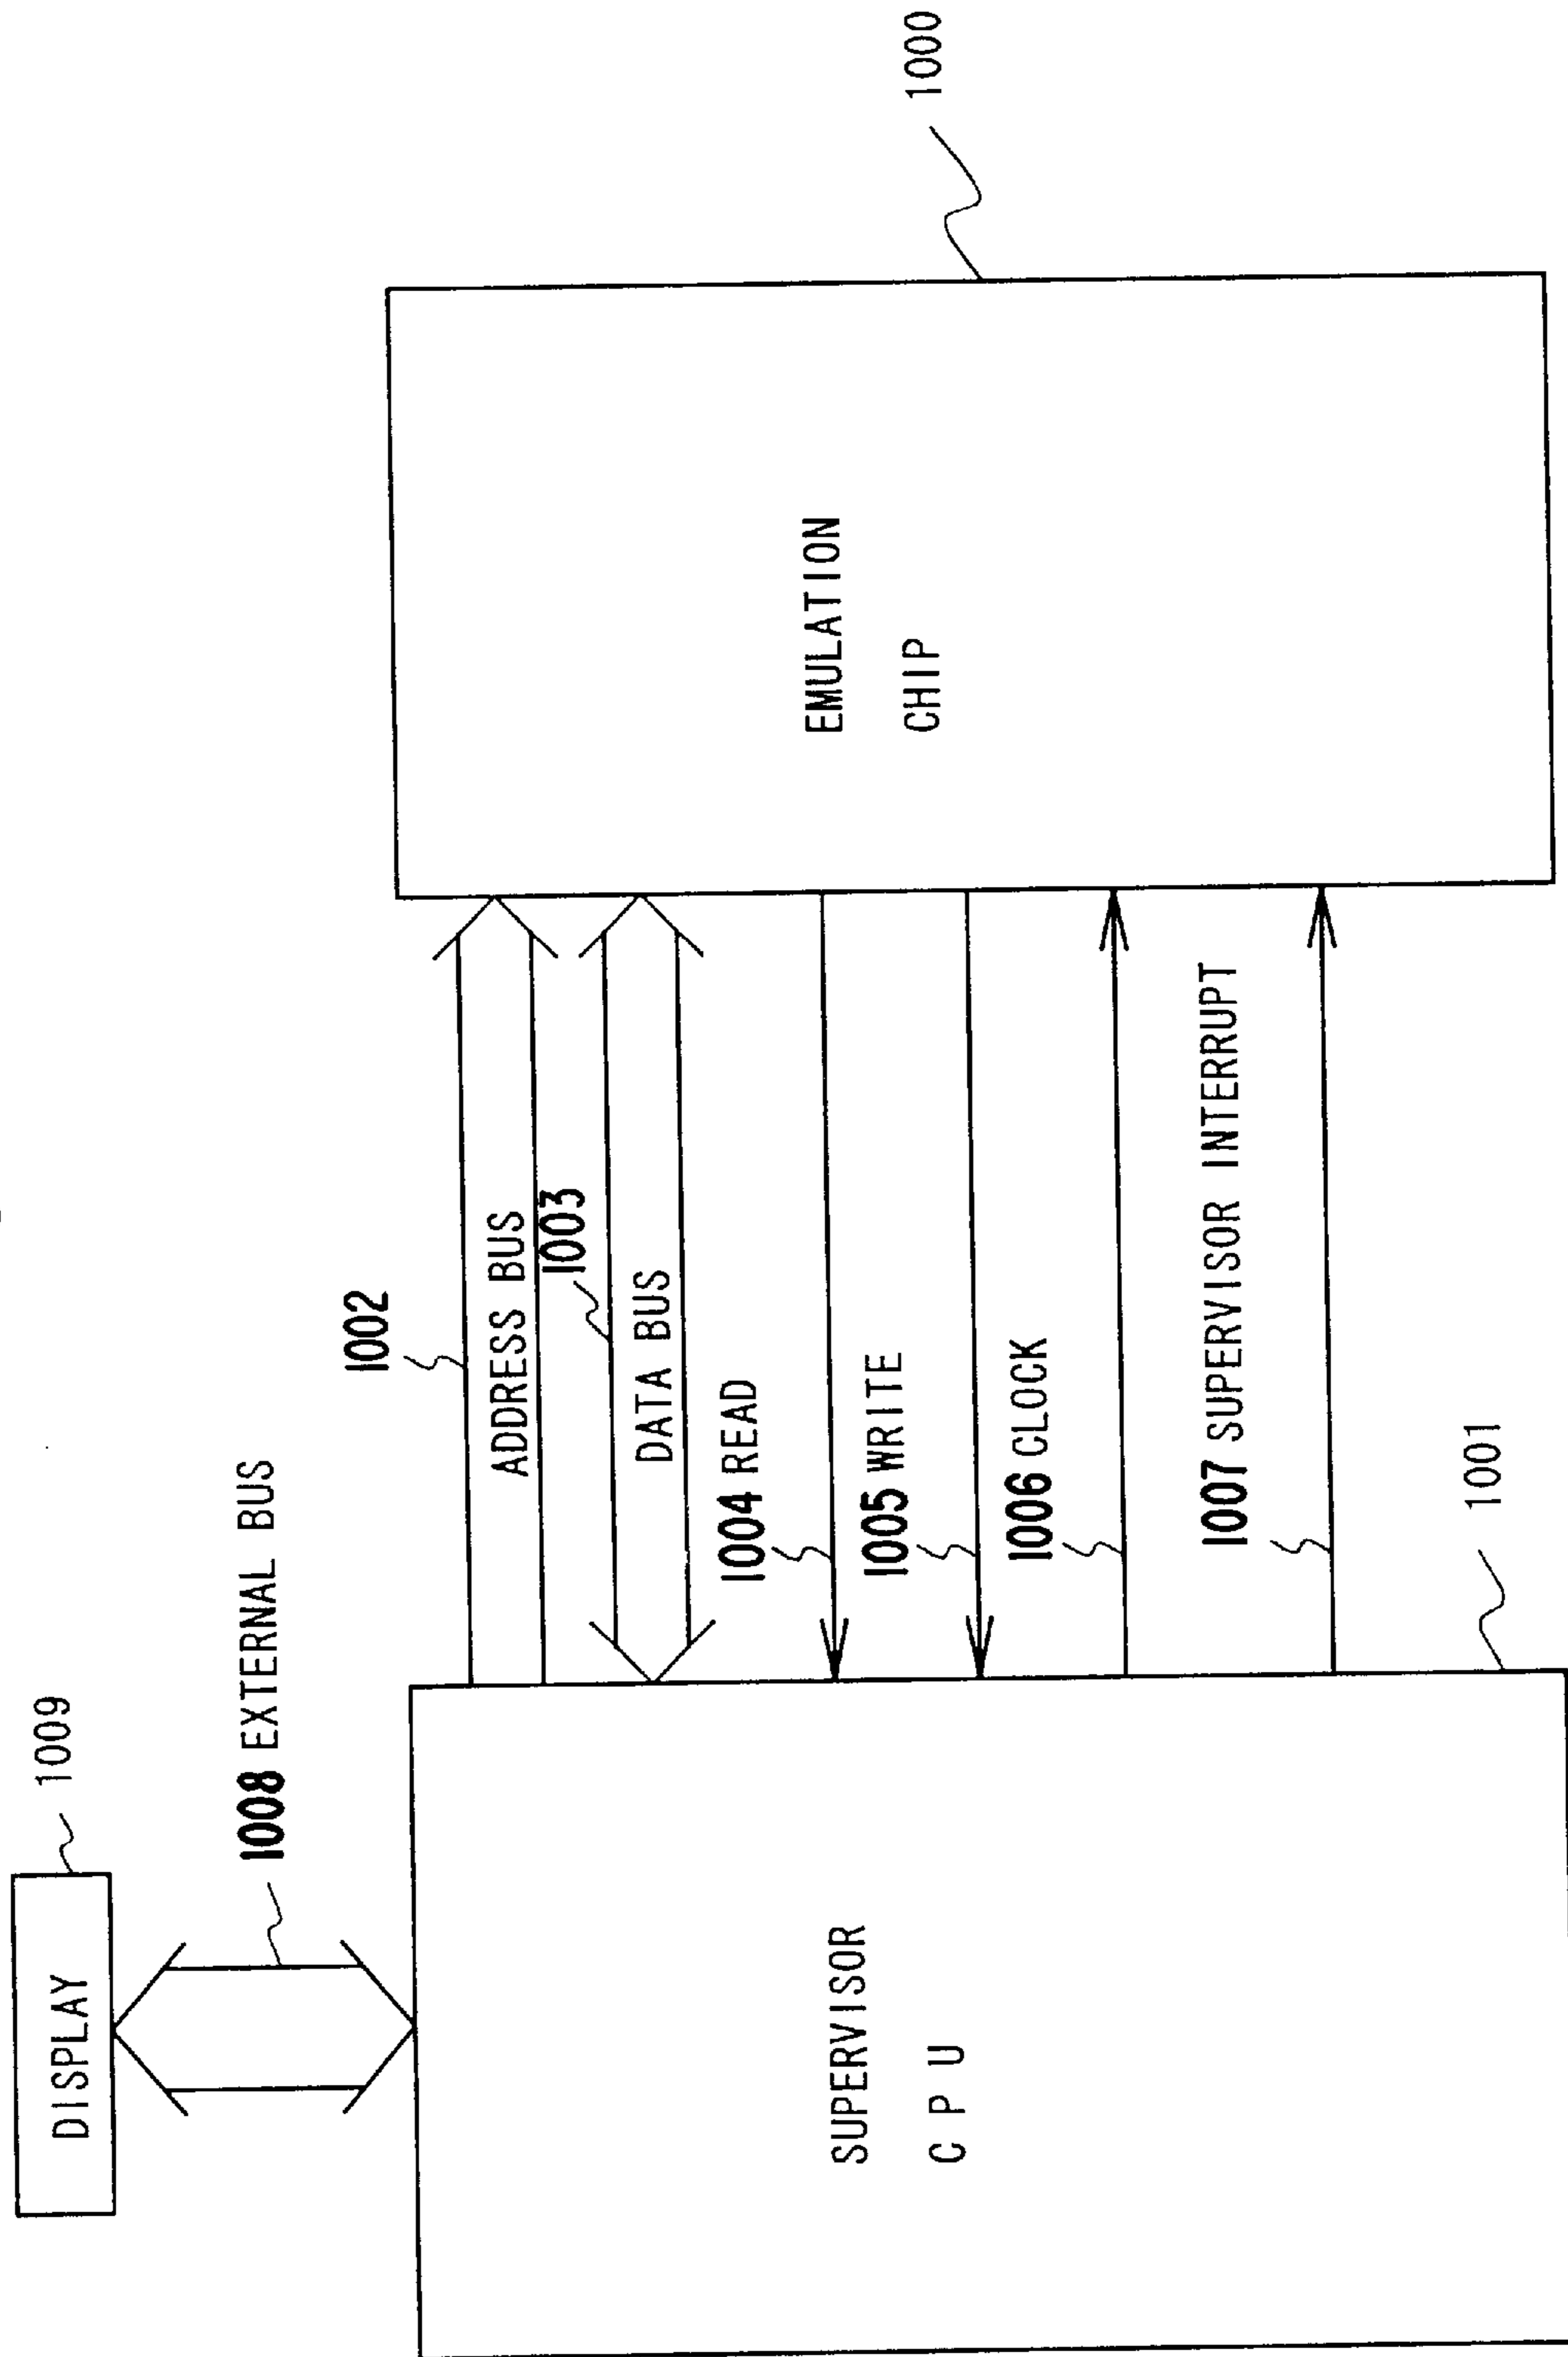 DISPLAY
1009
1008 EXTERNAL BUS
1002
ADDRESS BUS
1003
DATA BUS
1004 READ
1005 WRITE
1006 CLOCK
1007 SUPERVISOR INTERRUPT
SUPERVISOR
C P U
1001
EMULATION
CHIP
1000